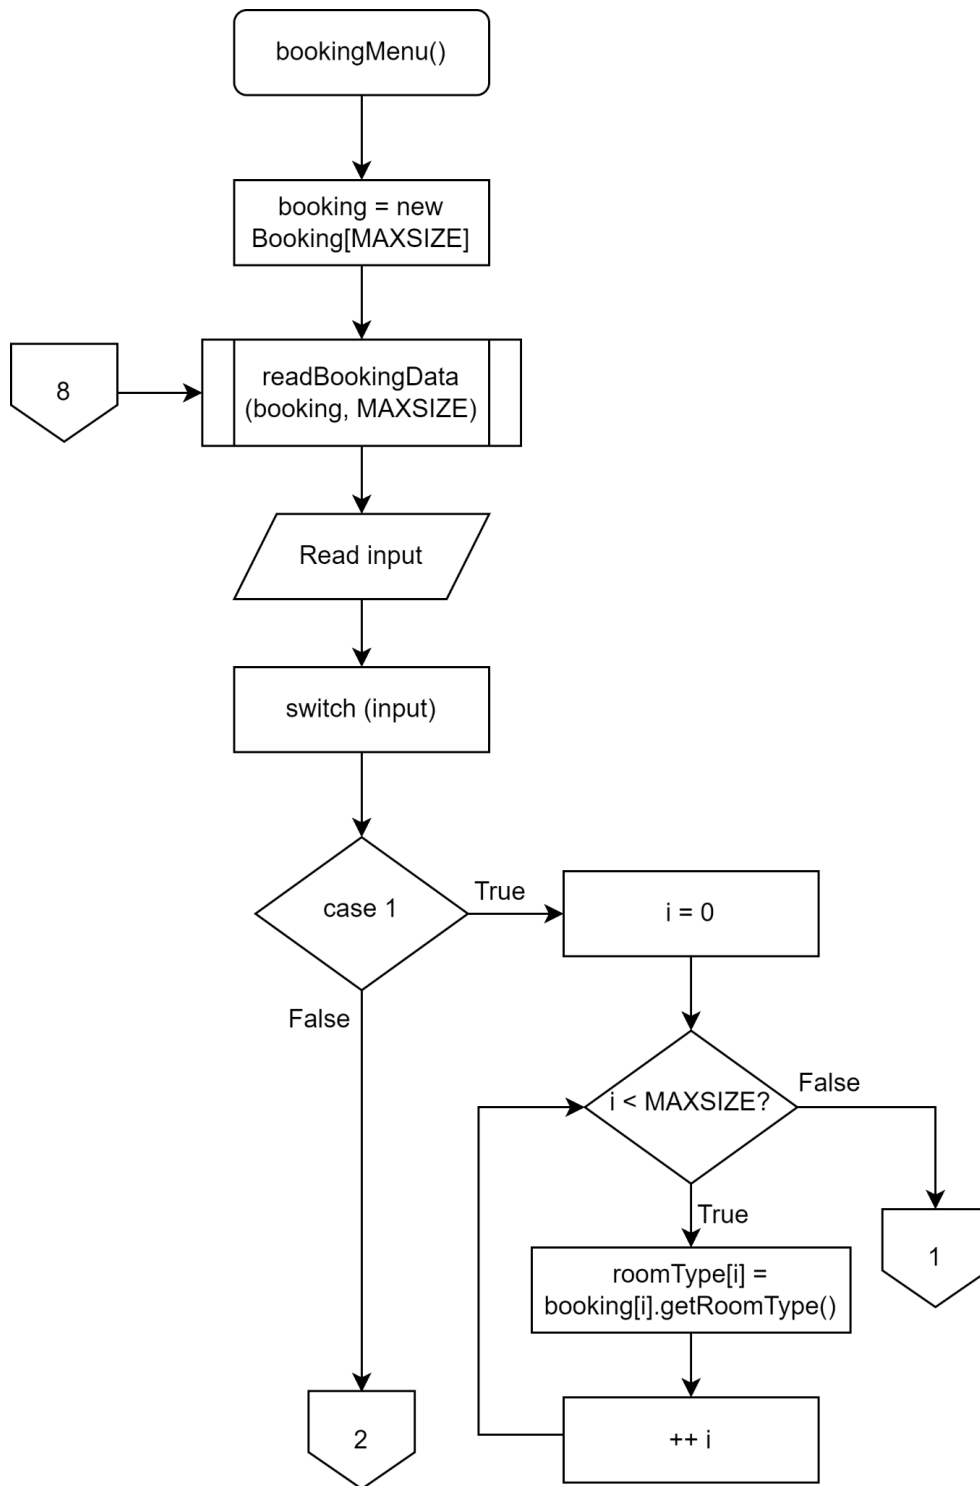 bookingMenu()
booking = new
Booking[MAXSIZE]
8
readBookingData
(booking, MAXSIZE)
Read input
switch (input)
case 1
True
i = 0
False
i < MAXSIZE?
False
True
1
roomType[i] =
booking[i].getRoomType()
2
++ i